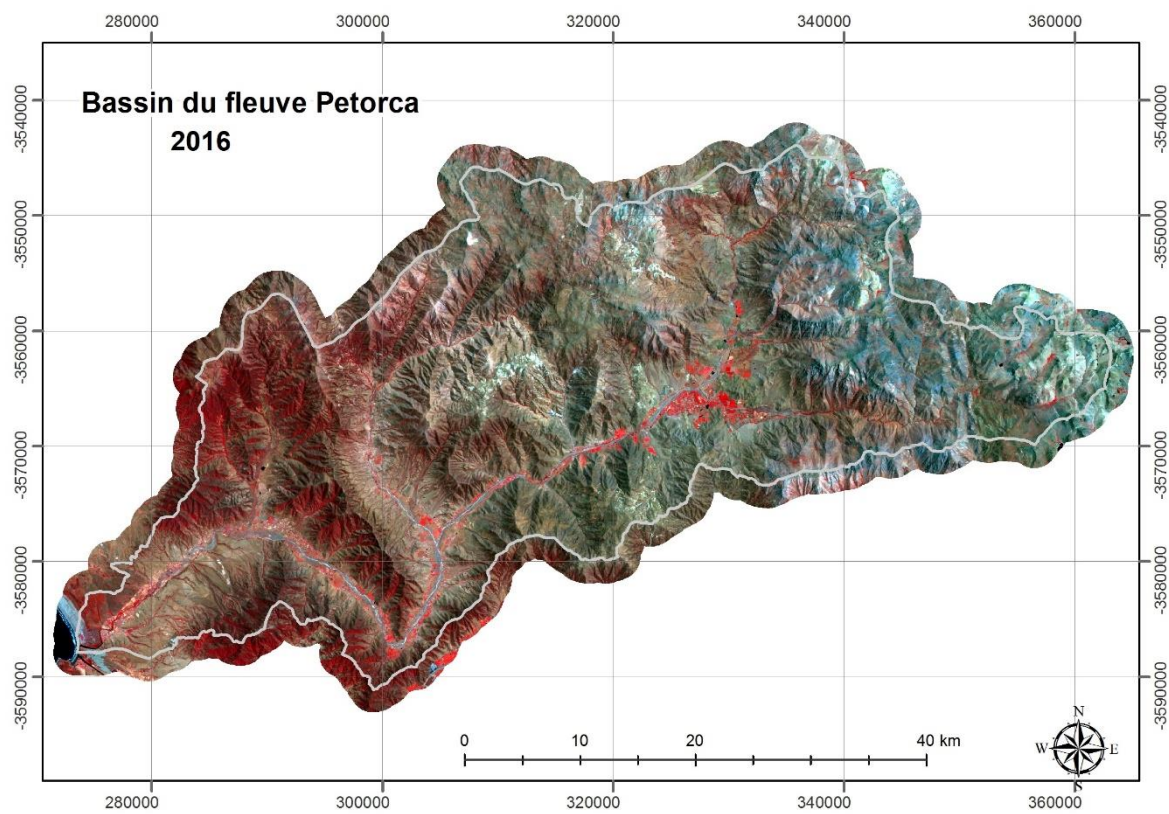 280000 300000 320000 340000 360000
Bassin du fleuve Petorca
2016
-3540000 -3540000
-3550000 -3550000
-3560000 -3560000
-3570000 -3570000
-3580000 -3580000
-3590000 -3590000
0 10 20 40 km
N
W E
S
280000 300000 320000 340000 360000